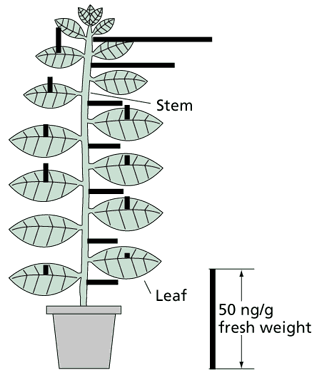 Stem
Leaf
50 ng/g
fresh weight